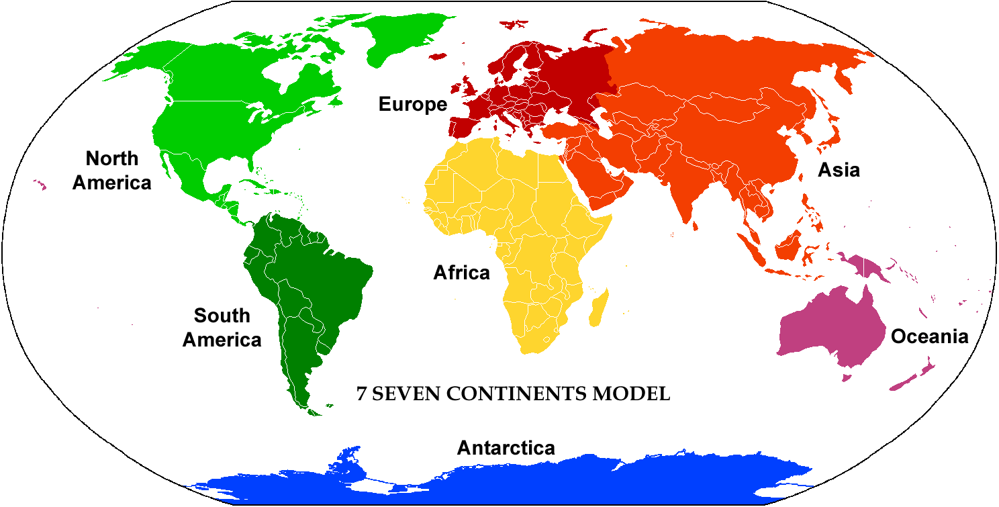 Europe
North
America
Asia
Africa
South
America
Oceania
7 SEVEN CONTINENTS MODEL
Antarctica